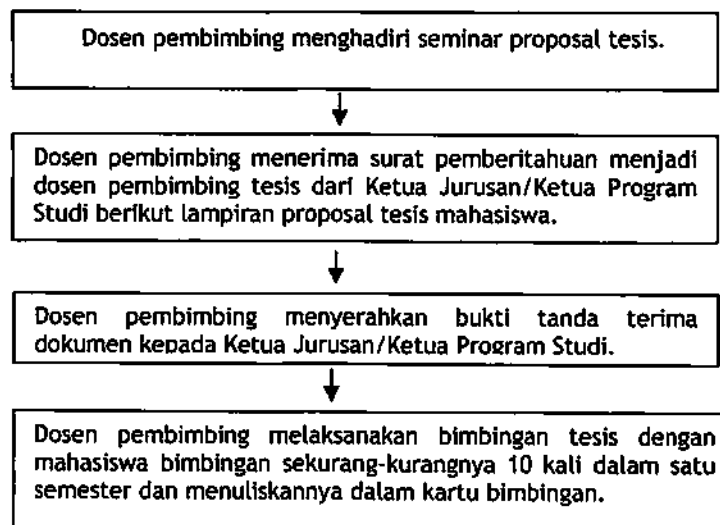 Dosen pembimbing menghadiri seminar proposal tesis.
Dosen pembimbing menerima surat pemberitahuan menjadi
dosen pembimbing tesis dari Ketua Jurusan/Ketua Program
Studi berikut lampiran proposal tesis mahasiswa.
Dosen pembimbing menyerahkan bukti tanda terima
dokumen kepada Ketua Jurusan/Ketua Program Studi.
Dosen pembimbing melaksanakan bimbingan tesis dengan
mahasiswa bimbingan sekurang-kurangnya 10 kali dalam satu
semester dan menuliskannya dalam kartu bimbingan.